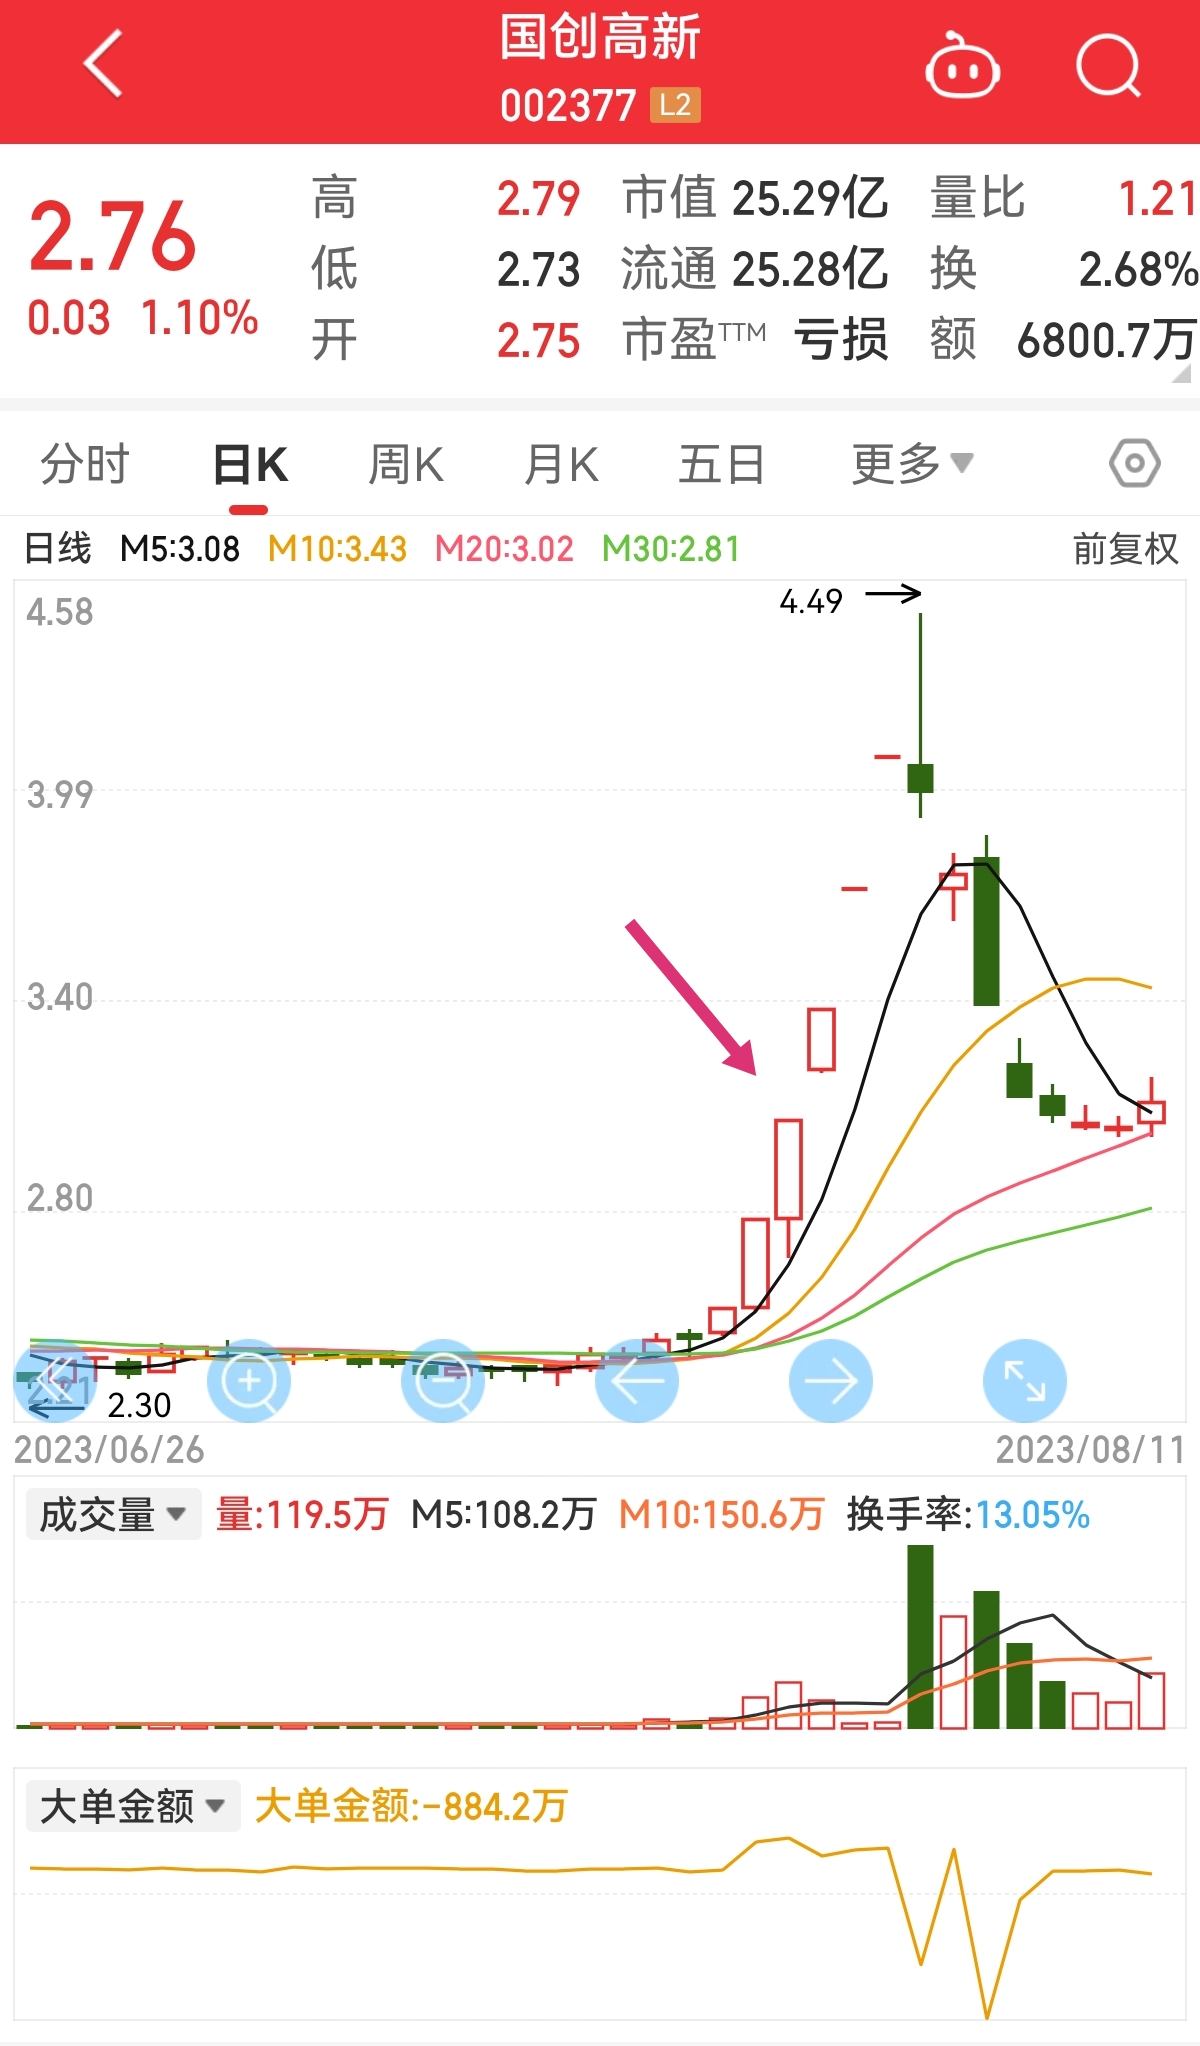 国创高新
002377 L2
2.76
0.03 1.10%
高 2.79 市值 25.29亿 量比 1.21
低 2.73 流通 25.28亿 换 2.68%
开 2.75 市盈TTM 亏损 额 6800.7万
分时 日K 周K 月K 五日 更多
日线 M5:3.08 M10:3.43 M20:3.02 M30:2.81 前复权
4.58
4.49
3.99
3.40
2.80
2.30
2023/06/26 2023/08/11
成交量 量:119.5万 M5:108.2万 M10:150.6万 换手率:13.05%
大单金额 大单金额:-884.2万